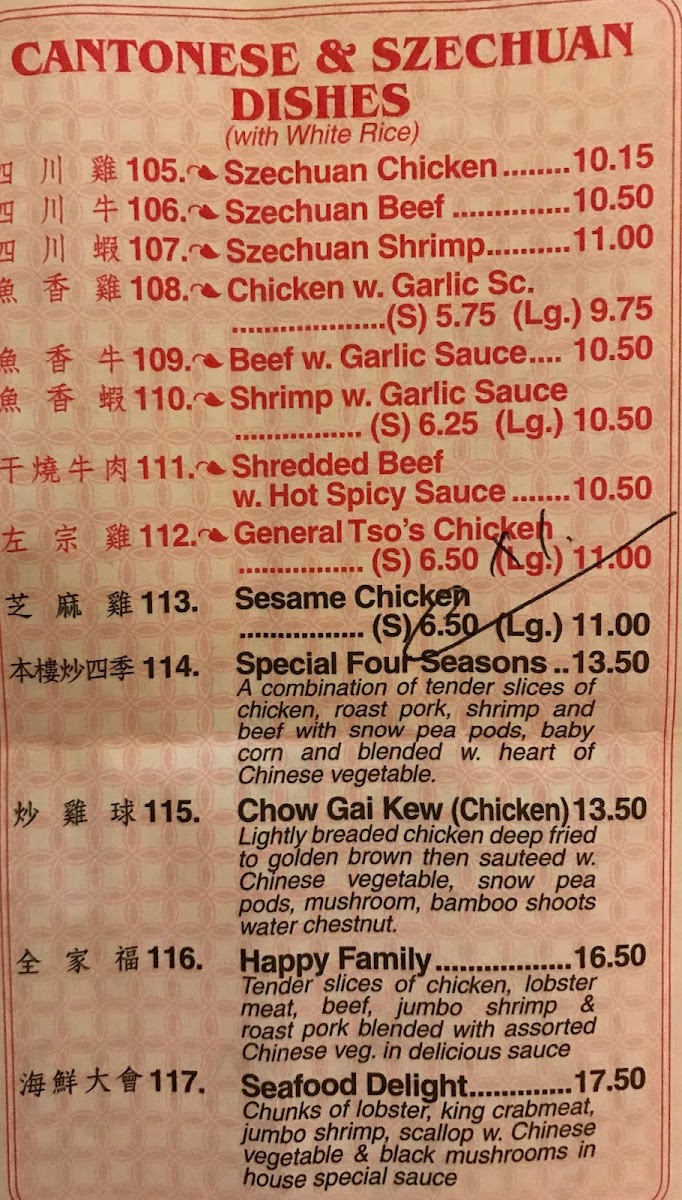 CANTONESE & SZECHUAN
DISHES
(with White Rice)
四川雞 105. Szechuan Chicken........10.15
四川牛 106. Szechuan Beef ..............10.50
四川蝦 107. Szechuan Shrimp..........11.00
魚香雞 108. Chicken w. Garlic Sc.
....................(S) 5.75 (Lg.) 9.75
魚香牛 109. Beef w. Garlic Sauce.... 10.50
魚香蝦 110. Shrimp w. Garlic Sauce
................ (S) 6.25 (Lg.) 10.50
干燒牛肉 111. Shredded Beef
w. Hot Spicy Sauce .......10.50
左宗雞 112. General Tso's Chicken
................ (S) 6.50 (Lg.) 11.00
芝麻雞 113. Sesame Chicken
................ (S) 6.50 (Lg.) 11.00
本樓炒四季 114. Special Four Seasons ..13.50
A combination of tender slices of
chicken, roast pork, shrimp and
beef with snow pea pods, baby
corn and blended w. heart of
Chinese vegetable.
炒雞球 115. Chow Gai Kew (Chicken) 13.50
Lightly breaded chicken deep fried
to golden brown then sauteed w.
Chinese vegetable, snow pea
pods, mushroom, bamboo shoots
water chestnut.
全家福 116. Happy Family.................16.50
Tender slices of chicken, lobster
meat, beef, jumbo shrimp &
roast pork blended with assorted
Chinese veg. in delicious sauce
海鮮大會 117. Seafood Delight.............17.50
Chunks of lobster, king crabmeat,
jumbo shrimp, scallop w. Chinese
vegetable & black mushrooms in
house special sauce